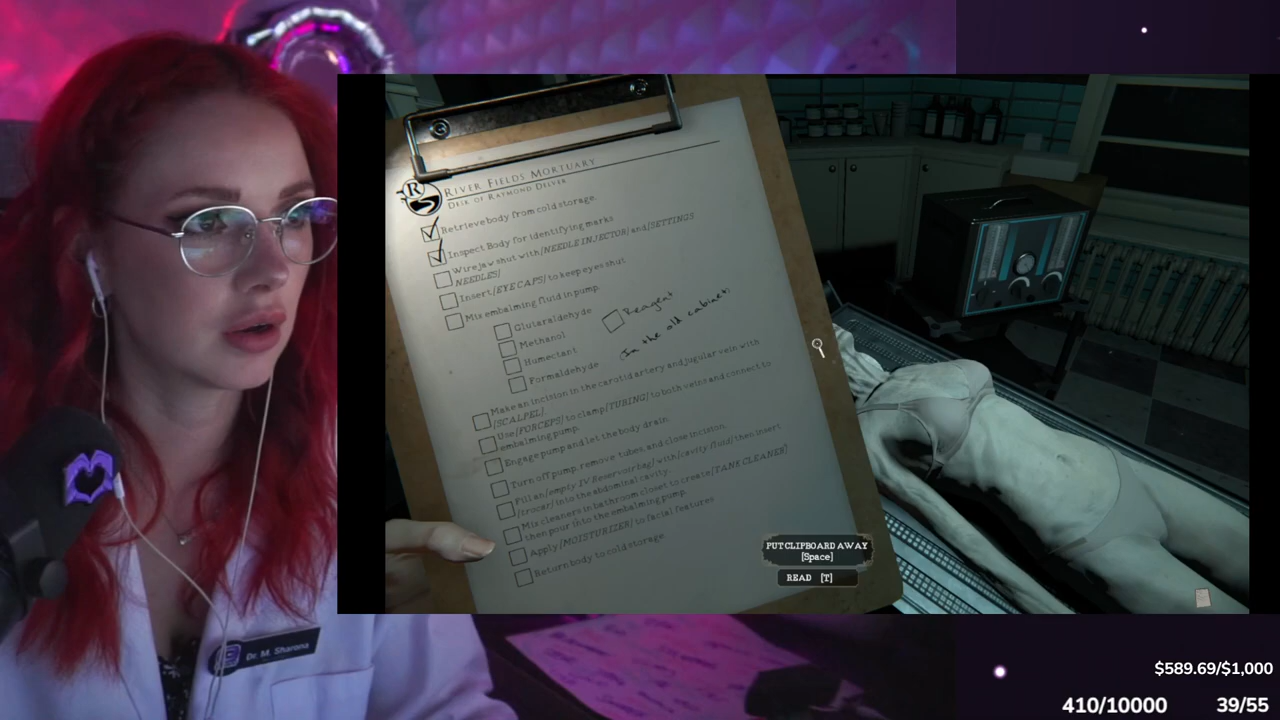 RIVER FIELDS MORTUARY
DESK OF RAYMOND DELVER
Retrieve body from cold storage.
Inspect Body for identifying marks
Wire jaw shut with [NEEDLE INJECTOR] and [SETTINGS
NEEDLES]
Insert [EYE CAPS] to keep eyes shut
Mix embalming fluid in pump
Glutaraldehyde
Methanol
Humectant
Formaldehyde
Reagent
In the old cabinet
Make an incision in the carotid artery and jugular vein with
[SCALPEL].
Use [FORCEPS] to clamp [TUBING] to both veins and connect to
embalming pump.
Engage pump and let the body drain.
Turn off pump, remove tubes, and close incision.
Fill an [empty IV Reservoir bag] with [cavity fluid] then insert
[trocar] into the abdominal cavity.
Mix cleaners in bathroom closet to create [TANK CLEANER]
then pour into the embalming pump.
Apply [MOISTURIZER] to facial features
Return body to cold storage
PUT CLIPBOARD AWAY
[Space]
READ [T]
Dr. M. Sharona
$589.69/$1,000
410/10000 39/55